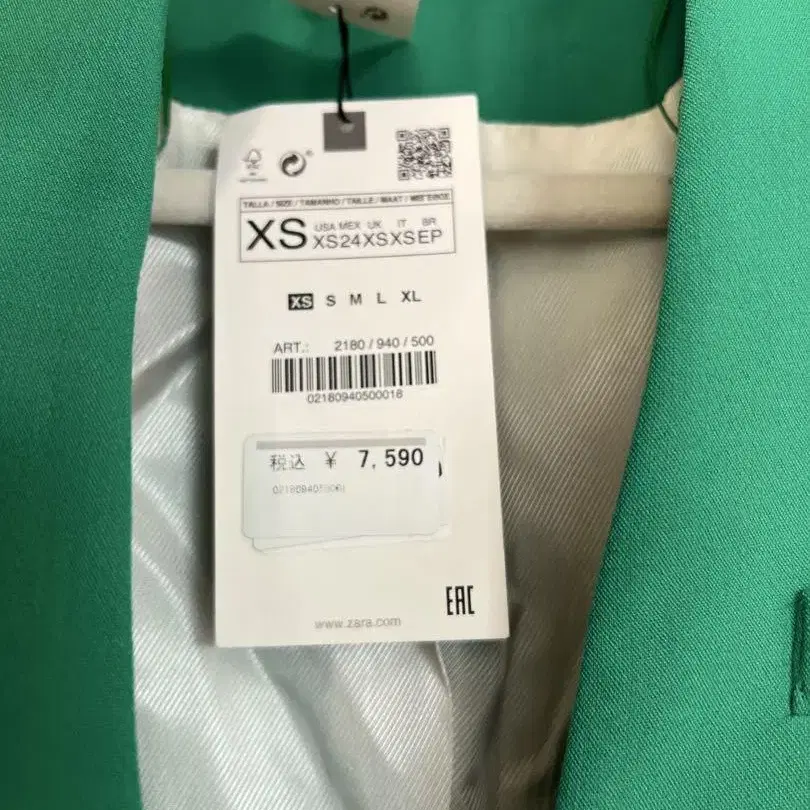 TALLA / SIZE / TAMANHO / TAILLE / MAAT /
XS
USA MEX UK IT BR
XS 24 XS XS EP
XS S M L XL
ART.: 2180 / 940 / 500
02180940500018
税込 ¥ 7,590
EAC
www.zara.com